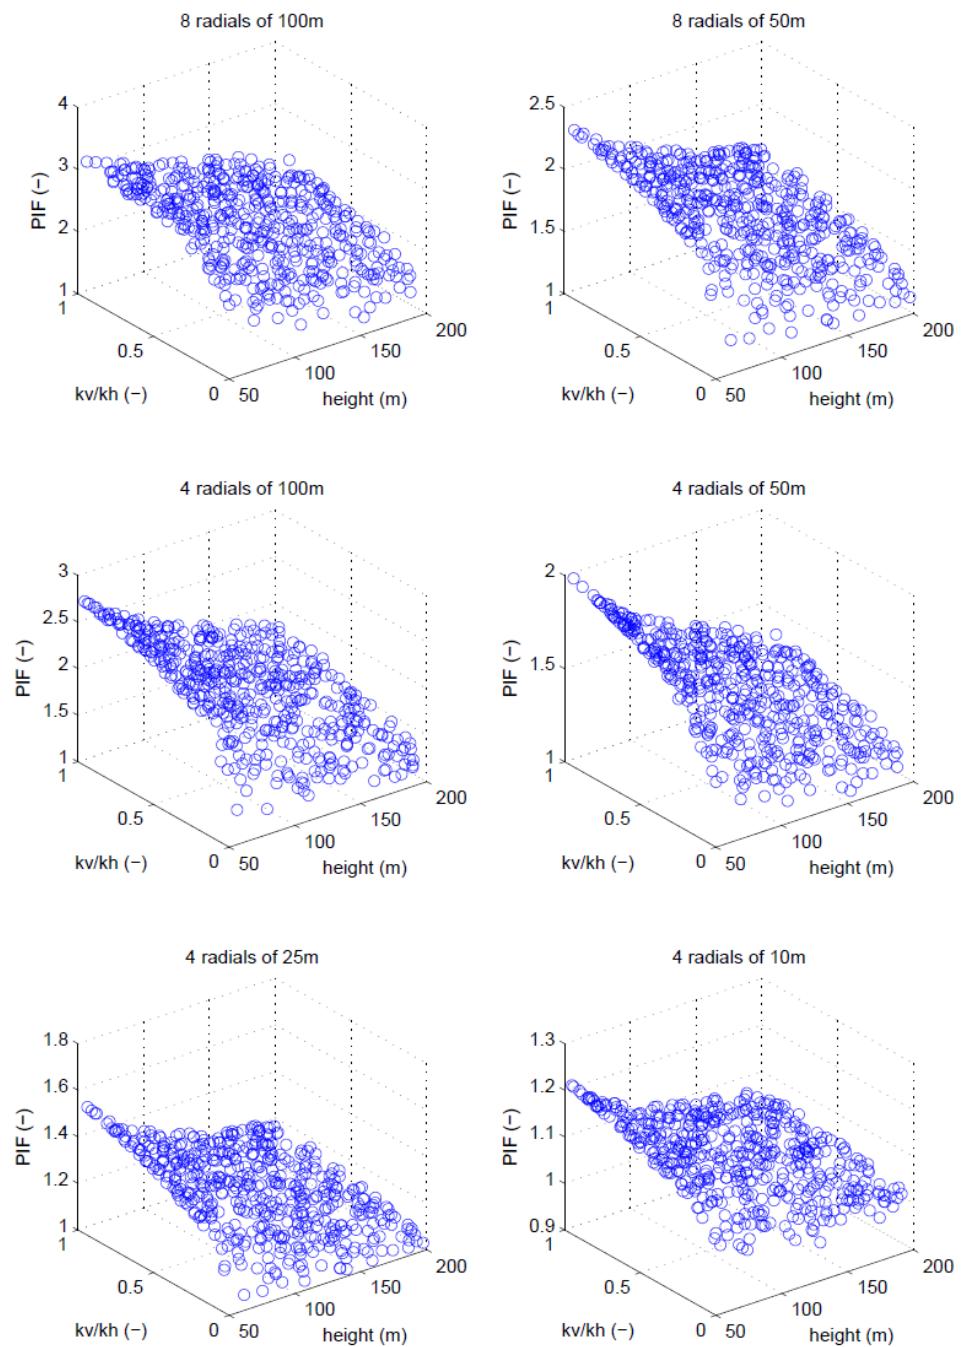 8 radials of 100m
4
3
2
1
PIF (−)
1
0.5
0
kv/kh (−)
50
100
150
200
height (m)
8 radials of 50m
2.5
2
1.5
1
PIF (−)
1
0.5
0
kv/kh (−)
50
100
150
200
height (m)
4 radials of 100m
3
2.5
2
1.5
1
PIF (−)
1
0.5
0
kv/kh (−)
50
100
150
200
height (m)
4 radials of 50m
2
1.5
1
PIF (−)
1
0.5
0
kv/kh (−)
50
100
150
200
height (m)
4 radials of 25m
1.8
1.6
1.4
1.2
1
PIF (−)
1
0.5
0
kv/kh (−)
50
100
150
200
height (m)
4 radials of 10m
1.3
1.2
1.1
1
0.9
PIF (−)
1
0.5
0
kv/kh (−)
50
100
150
200
height (m)